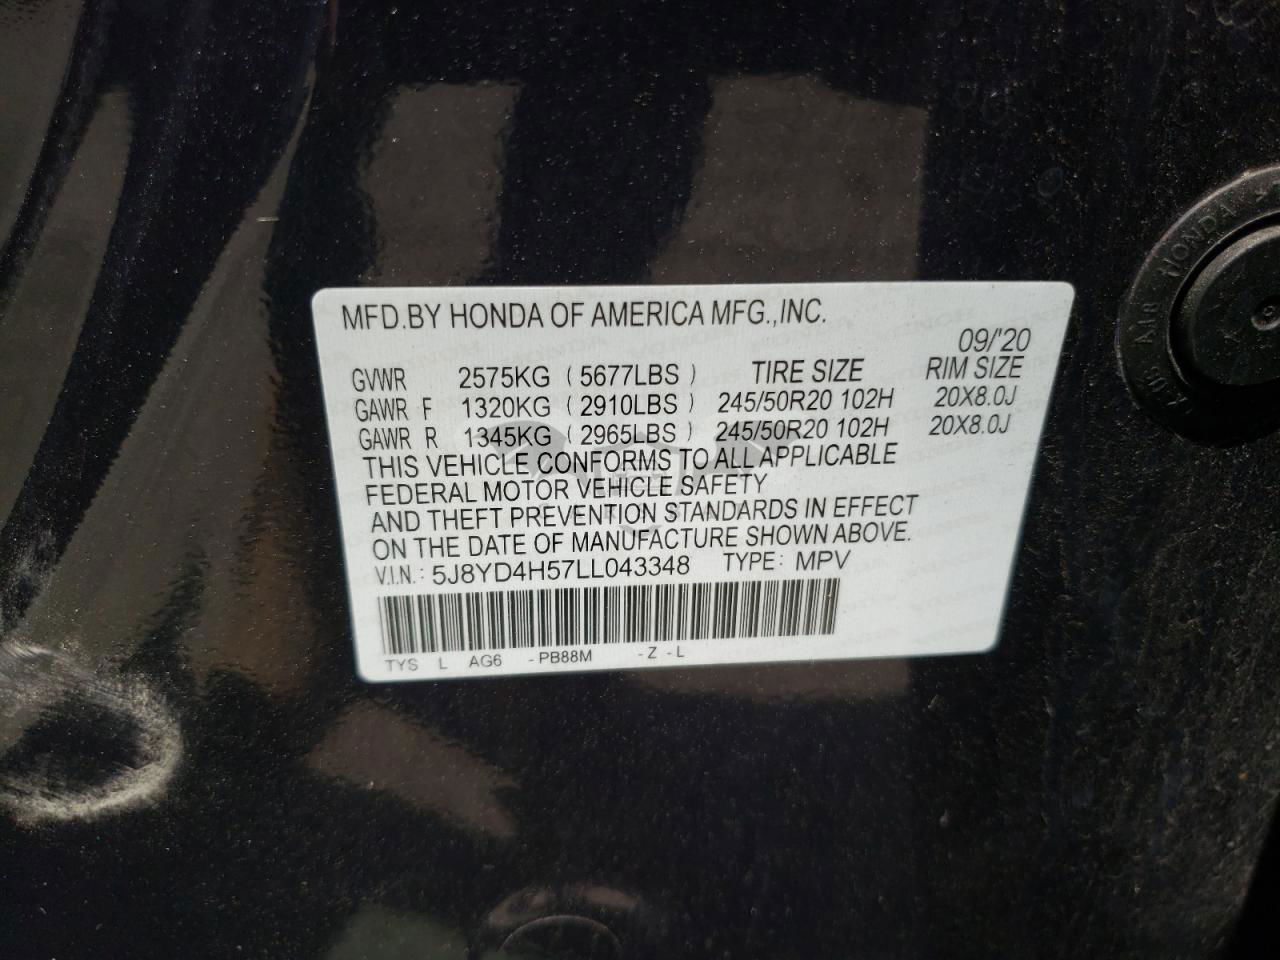 MFD.BY HONDA OF AMERICA MFG.,INC.
09/'20
GVWR 2575KG (5677LBS) TIRE SIZE RIM SIZE
GAWR F 1320KG (2910LBS) 245/50R20 102H 20X8.0J
GAWR R 1345KG (2965LBS) 245/50R20 102H 20X8.0J
THIS VEHICLE CONFORMS TO ALL APPLICABLE
FEDERAL MOTOR VEHICLE SAFETY
AND THEFT PREVENTION STANDARDS IN EFFECT
ON THE DATE OF MANUFACTURE SHOWN ABOVE.
V.I.N.: 5J8YD4H57LL043348 TYPE: MPV
TYS L AG6 -PB88M -Z -L
HONDA